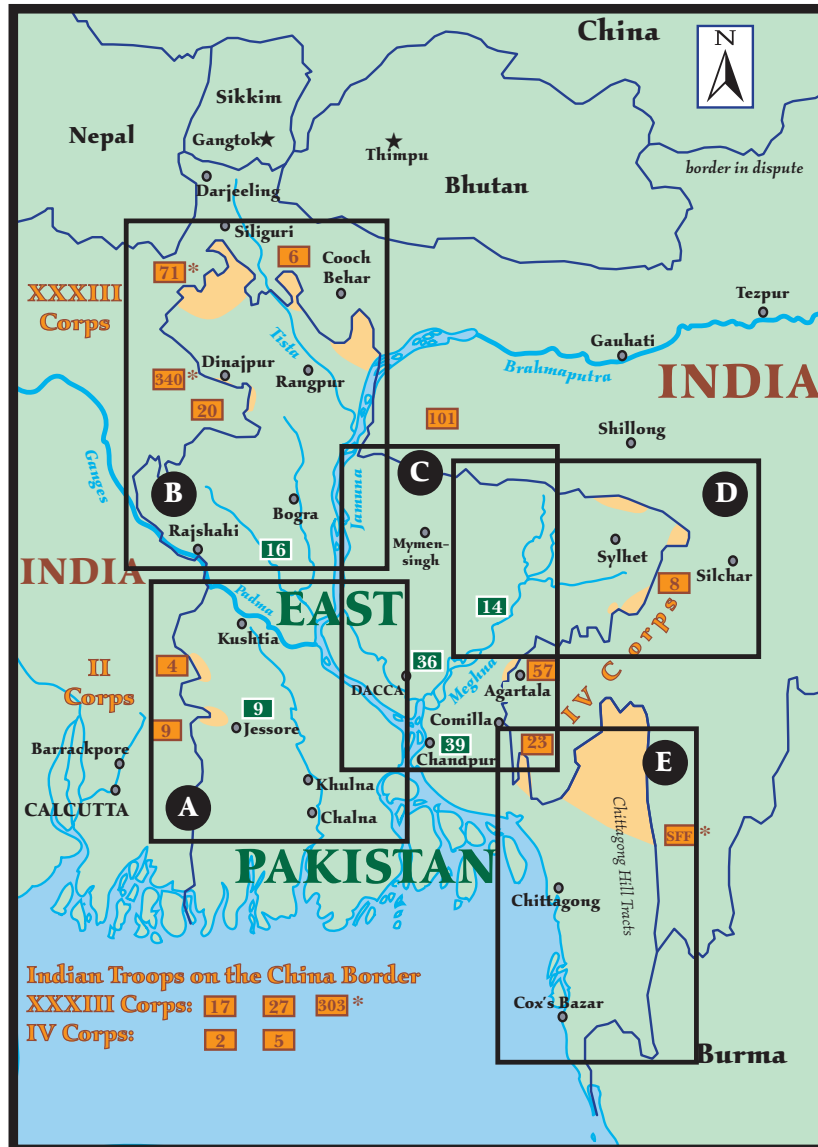 China
N
Sikkim
Nepal
Gangtok
Thimpu
border in dispute
Darjeeling
Bhutan
Siliguri
6
71 *
Cooch
Behar
XXXIII
Corps
Tezpur
Tista
Gauhati
Dinajpur
340 *
Rangpur
Brahmaputra
INDIA
20
101
Shillong
Ganges
B
C
D
Jamuna
Bogra
Rajshahi
Mymen-
singh
Sylhet
16
Silchar
INDIA
8
EAST
14
Padma
Kushtia
IV Corps
II
Corps
4
36
57
DACCA
Meghna
Agartala
9
Jessore
Comilla
9
39
23
Chandpur
Barrackpore
E
Khulna
CALCUTTA
A
Chalna
Chittagong Hill Tracts
SFF *
PAKISTAN
Chittagong
Indian Troops on the China Border
XXXIII Corps: 17 27 303 *
Cox's Bazar
IV Corps: 2 5
Burma